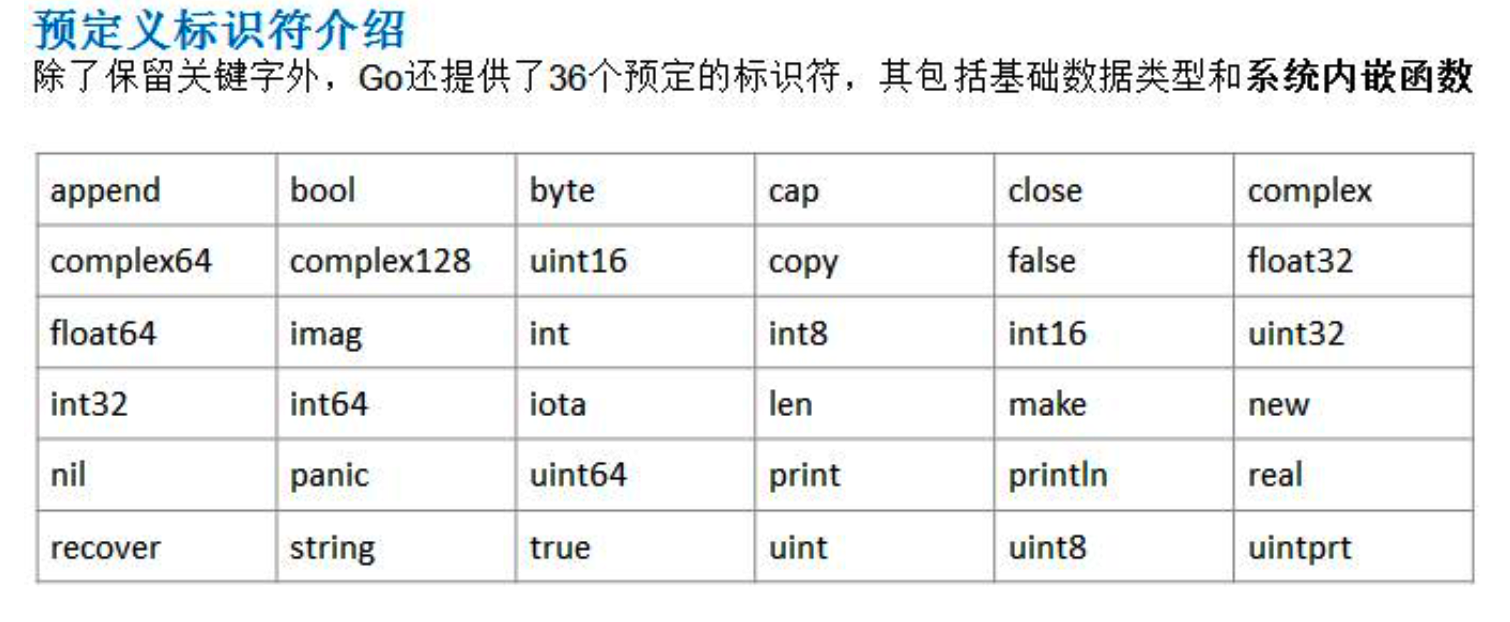 预定义标识符介绍
除了保留关键字外，Go还提供了36个预定的标识符，其包括基础数据类型和系统内嵌函数
append bool byte cap close complex
complex64 complex128 uint16 copy false float32
float64 imag int int8 int16 uint32
int32 int64 iota len make new
nil panic uint64 print println real
recover string true uint uint8 uintprt